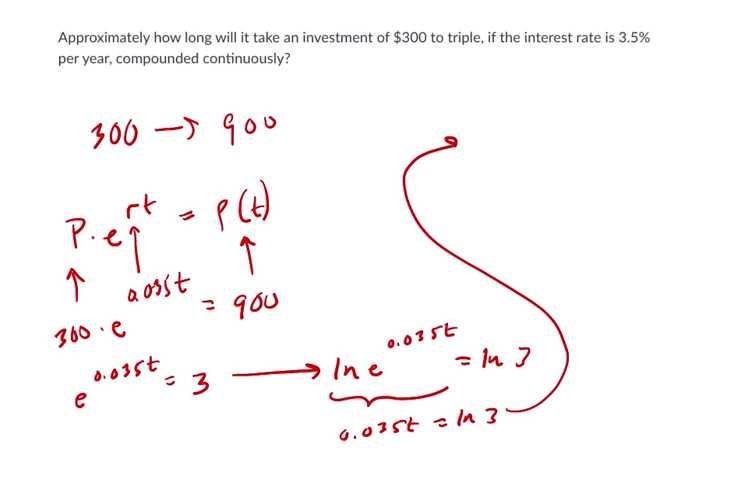 Approximately how long will it take an investment of $300 to triple, if the interest rate is 3.5%
per year, compounded continuously?
300 → 900
P·e^rt = P(t)
↑ ↑ ↑
300·e^0.035t = 900
e^0.035t = 3 → ln e^0.035t = ln 3
0.035t = ln 3